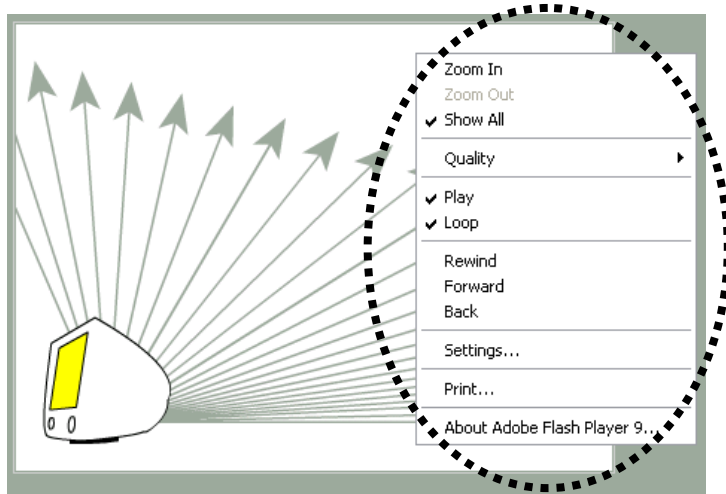 Zoom In
Zoom Out
Show All
Quality
Play
Loop
Rewind
Forward
Back
Settings...
Print...
About Adobe Flash Player 9...